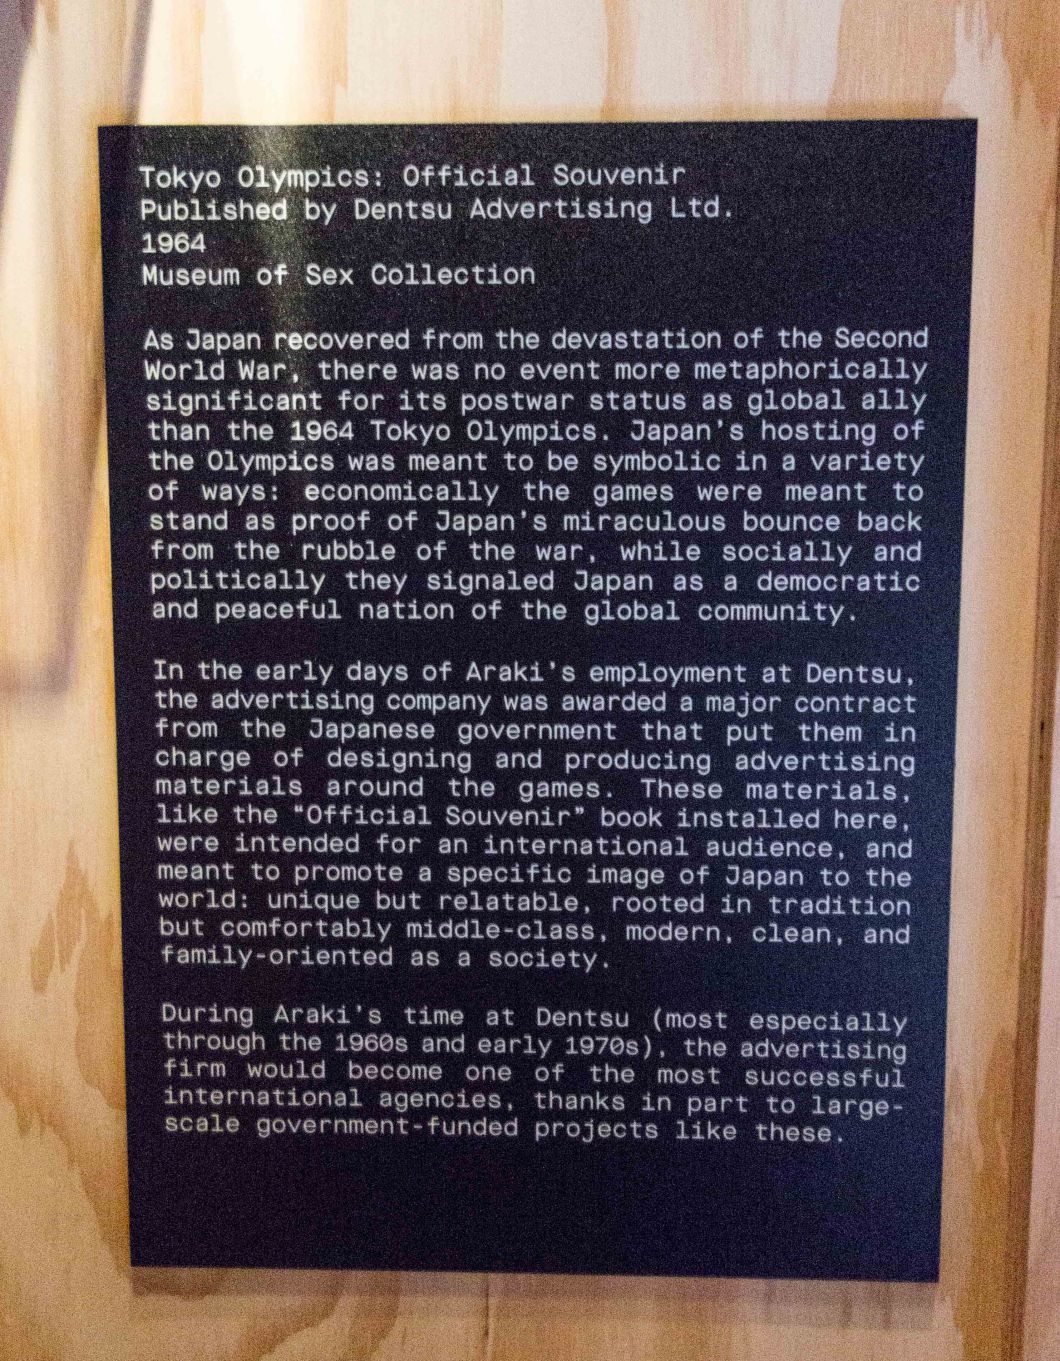 Tokyo Olympics: Official Souvenir
Published by Dentsu Advertising Ltd.
1964
Museum of Sex Collection
As Japan recovered from the devastation of the Second
World War, there was no event more metaphorically
significant for its postwar status as global ally
than the 1964 Tokyo Olympics. Japan's hosting of
the Olympics was meant to be symbolic in a variety
of ways: economically the games were meant to
stand as proof of Japan's miraculous bounce back
from the rubble of the war, while socially and
politically they signaled Japan as a democratic
and peaceful nation of the global community.
In the early days of Araki's employment at Dentsu,
the advertising company was awarded a major contract
from the Japanese government that put them in
charge of designing and producing advertising
materials around the games. These materials,
like the "Official Souvenir" book installed here,
were intended for an international audience, and
meant to promote a specific image of Japan to the
world: unique but relatable, rooted in tradition
but comfortably middle-class, modern, clean, and
family-oriented as a society.
During Araki's time at Dentsu (most especially
through the 1960s and early 1970s), the advertising
firm would become one of the most successful
international agencies, thanks in part to large-
scale government-funded projects like these.